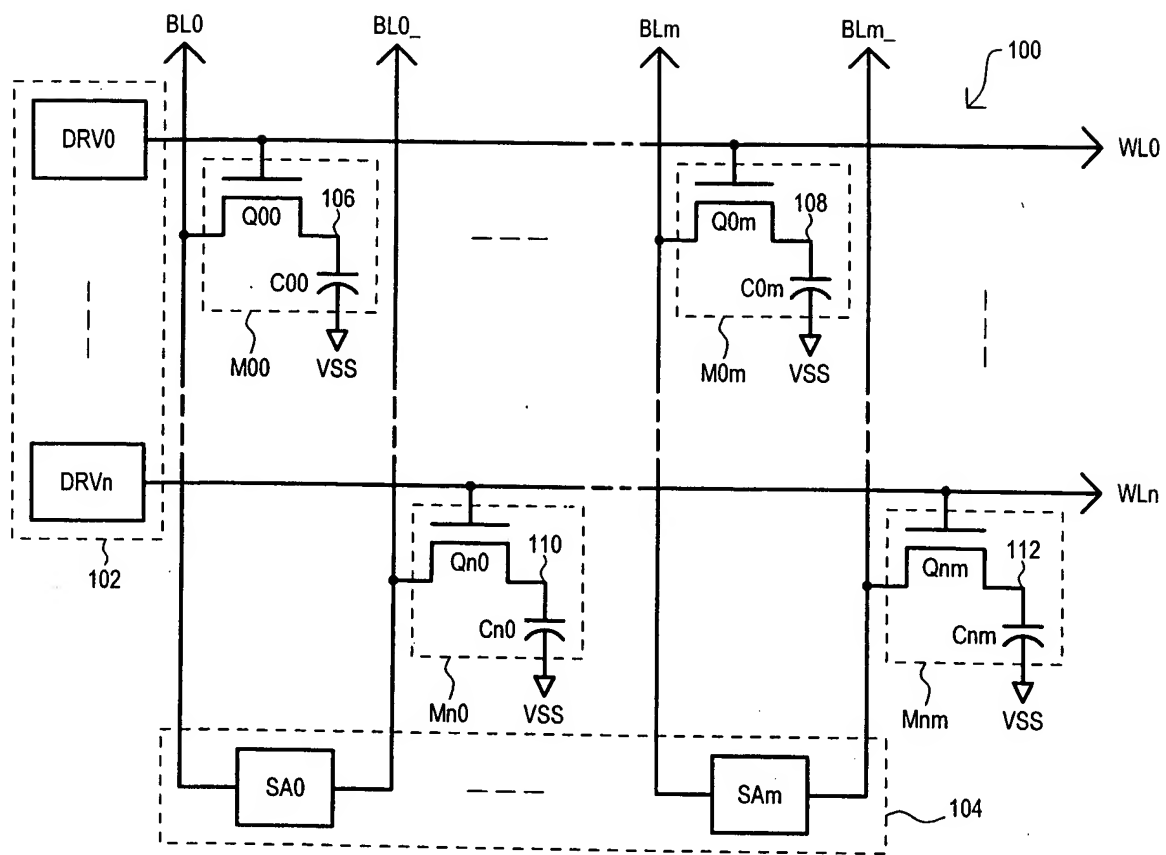 BL0
BL0_
BLm
BLm_
100
DRV0
WL0
Q00
106
C00
M00
VSS
Q0m
108
C0m
M0m
VSS
DRVn
WLn
102
Qn0
110
Cn0
Mn0
VSS
Qnm
112
Cnm
Mnm
VSS
SA0
SAm
104